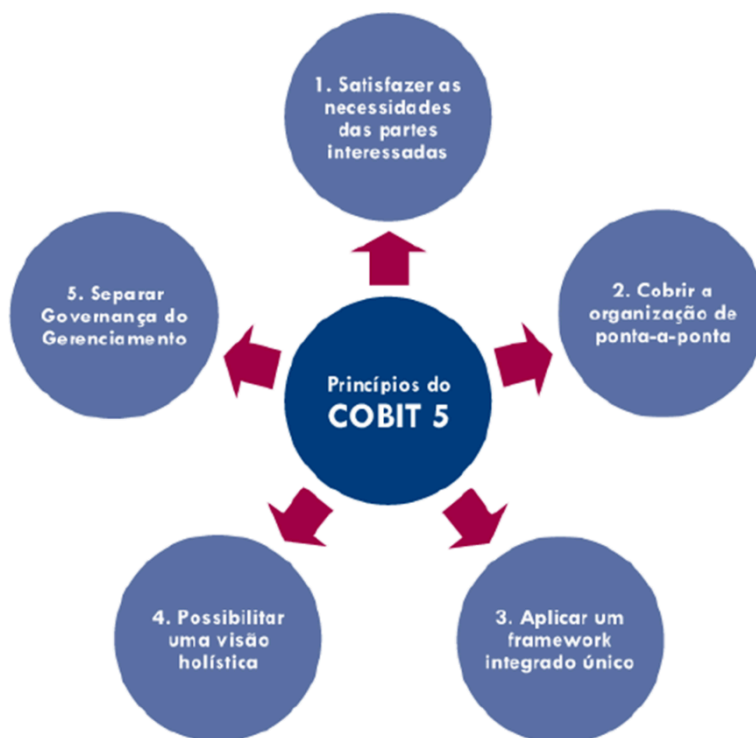 1. Satisfazer as
necessidades
das partes
interessadas
2. Cobrir a
organização de
ponta-a-ponta
3. Aplicar um
framework
integrado único
4. Possibilitar
uma visão
holística
5. Separar
Governança do
Gerenciamento
Princípios do
COBIT 5